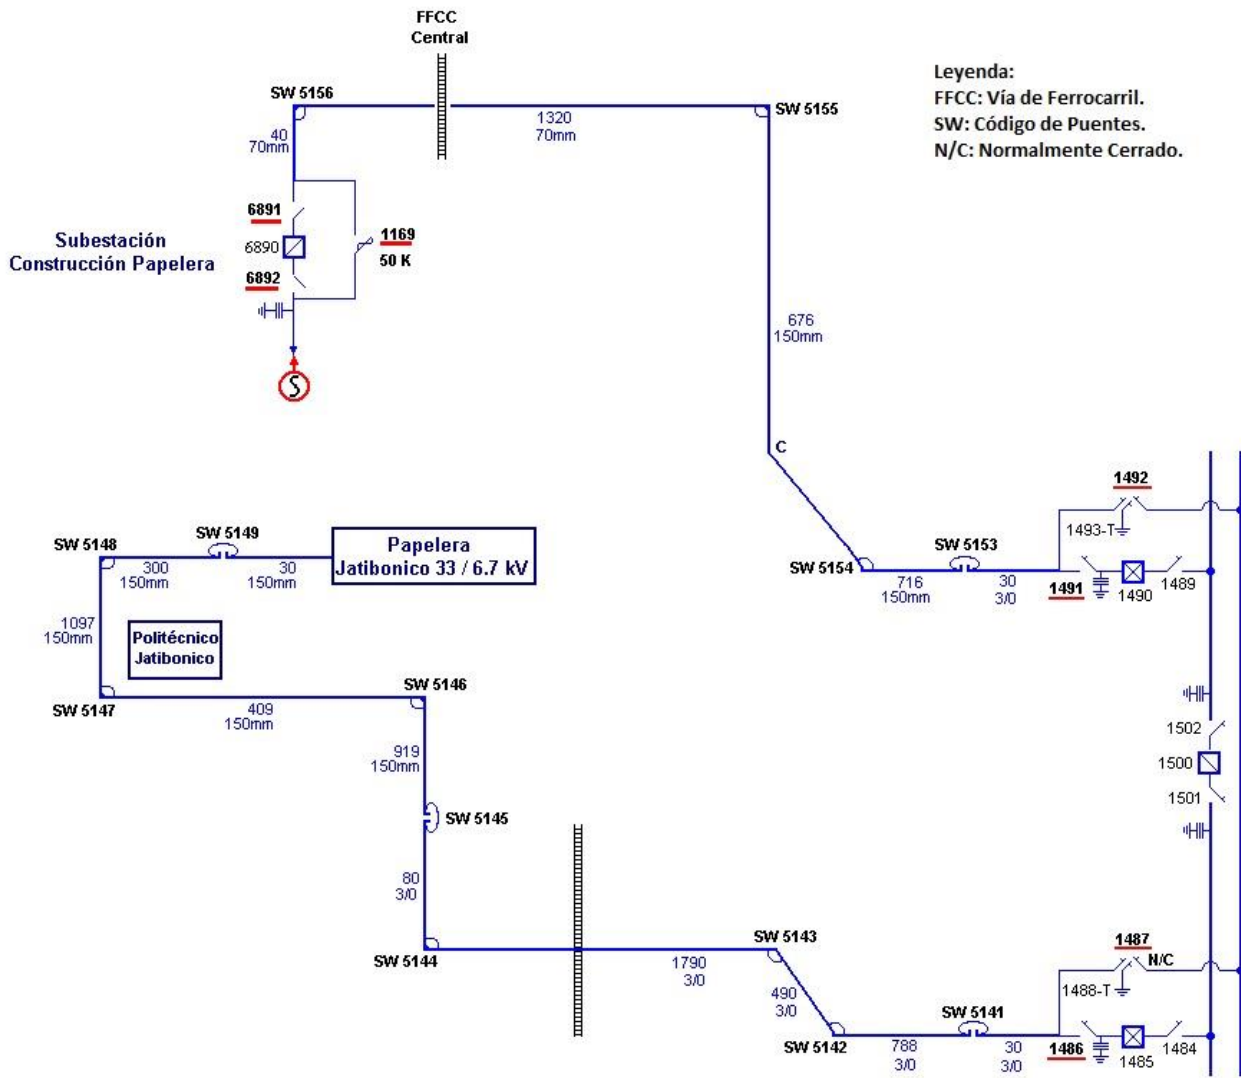 FFCC
Central
Leyenda:
FFCC: Vía de Ferrocarril.
SW: Código de Puentes.
N/C: Normalmente Cerrado.
SW 5156
SW 5155
40
70mm
1320
70mm
6891
6890
6892
1169
50 K
Subestación
Construcción Papelera
S
676
150mm
C
1492
1493-T
SW 5153
SW 5154
716
150mm
30
3/0
1491
1490
1489
SW 5149
SW 5148
300
150mm
30
150mm
Papelera
Jatibonico 33 / 6.7 kV
1097
150mm
Politécnico
Jatibonico
SW 5147
409
150mm
SW 5146
919
150mm
SW 5145
80
3/0
SW 5144
1790
3/0
SW 5143
490
3/0
SW 5142
788
3/0
SW 5141
30
3/0
1502
1500
1501
1487
N/C
1488-T
1486
1485
1484